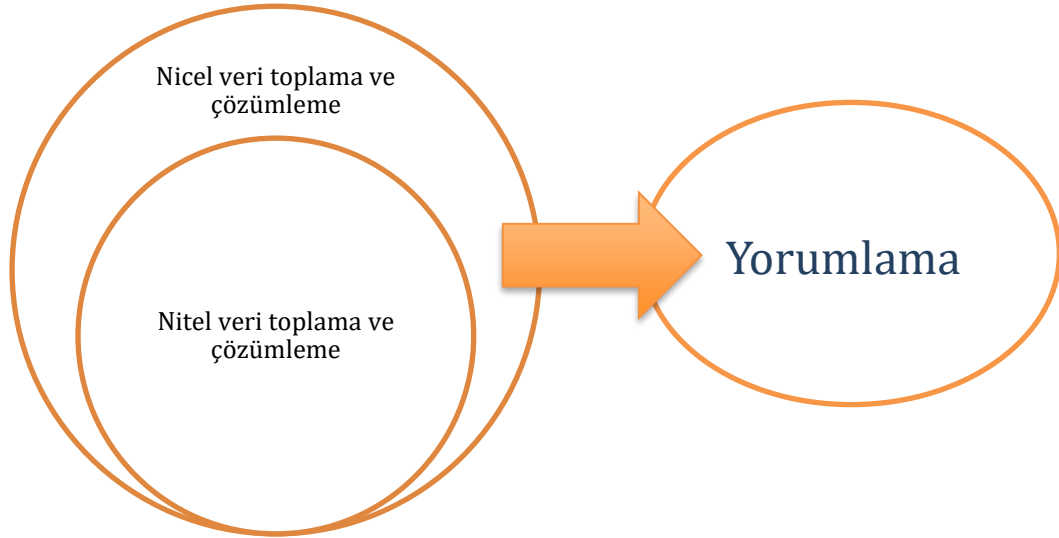 Nicel veri toplama ve
çözümleme
Nitel veri toplama ve
çözümleme
Yorumlama